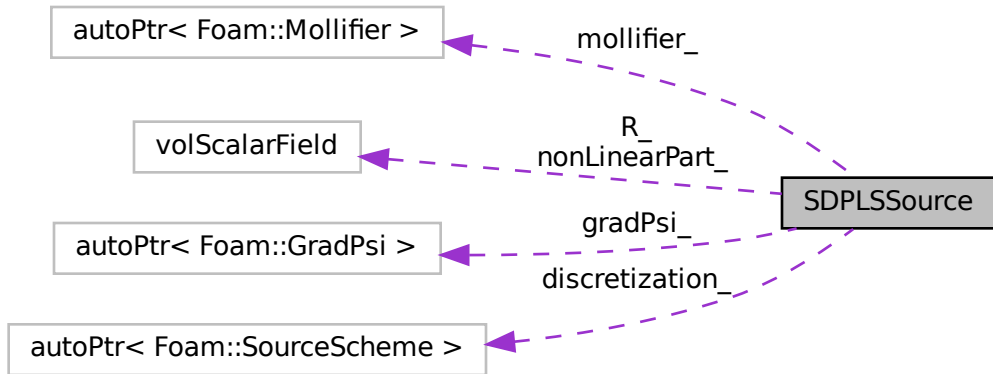 autoPtr< Foam::Mollifier >
mollifier_
volScalarField
R_
nonLinearPart_
SDPLSSource
autoPtr< Foam::GradPsi >
gradPsi_
discretization_
autoPtr< Foam::SourceScheme >